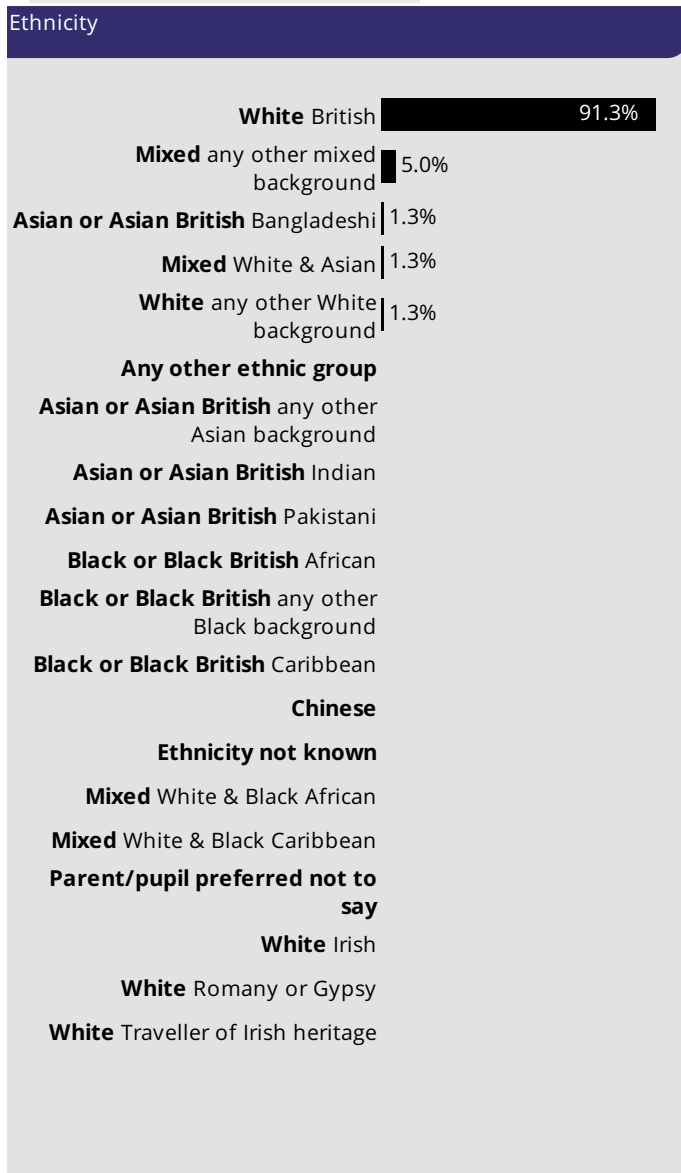 Ethnicity
White British 91.3%
Mixed any other mixed
background 5.0%
Asian or Asian British Bangladeshi 1.3%
Mixed White & Asian 1.3%
White any other White
background 1.3%
Any other ethnic group
Asian or Asian British any other
Asian background
Asian or Asian British Indian
Asian or Asian British Pakistani
Black or Black British African
Black or Black British any other
Black background
Black or Black British Caribbean
Chinese
Ethnicity not known
Mixed White & Black African
Mixed White & Black Caribbean
Parent/pupil preferred not to
say
White Irish
White Romany or Gypsy
White Traveller of Irish heritage